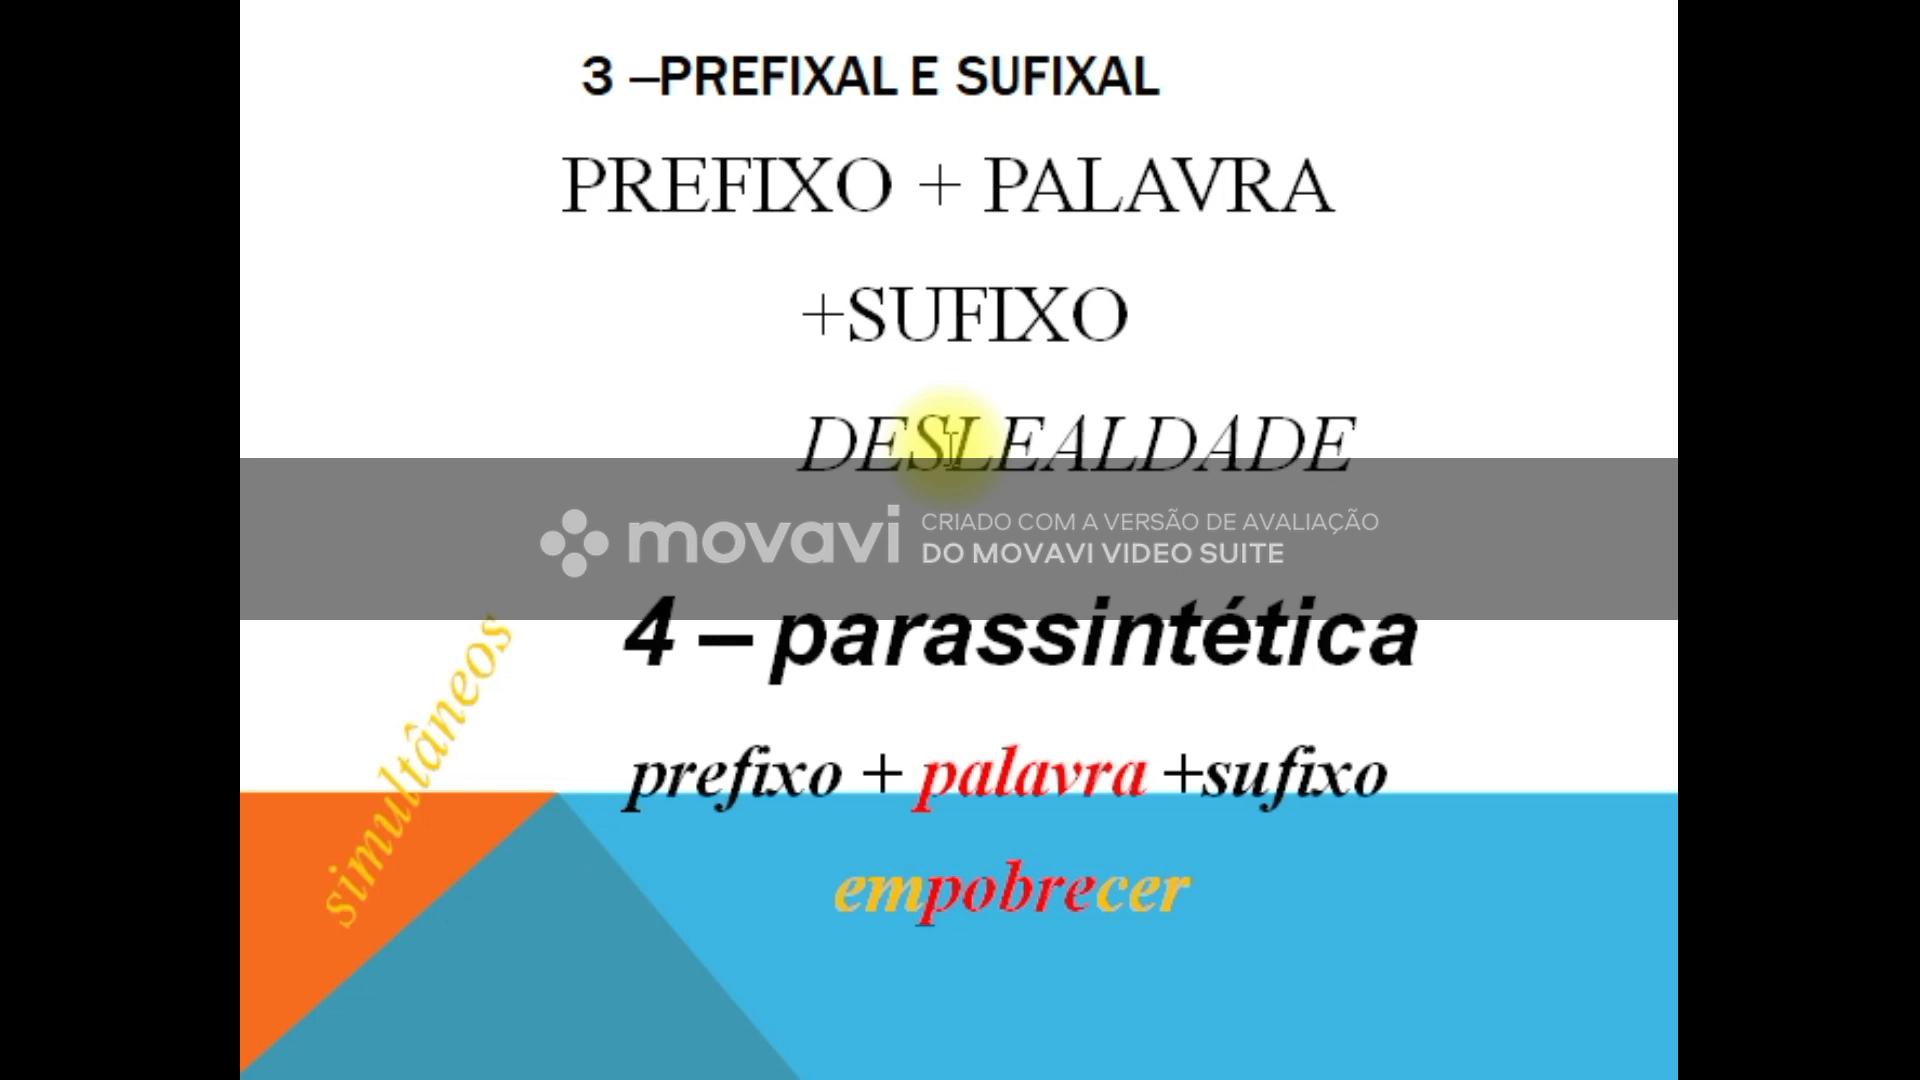 3 –PREFIXAL E SUFIXAL
PREFIXO + PALAVRA
+SUFIXO
DESLEALDADE
movavi
CRIADO COM A VERSÃO DE AVALIAÇÃO
DO MOVAVI VIDEO SUITE
4 – parassintética
simultâneos
prefixo + palavra +sufixo
empobrecer